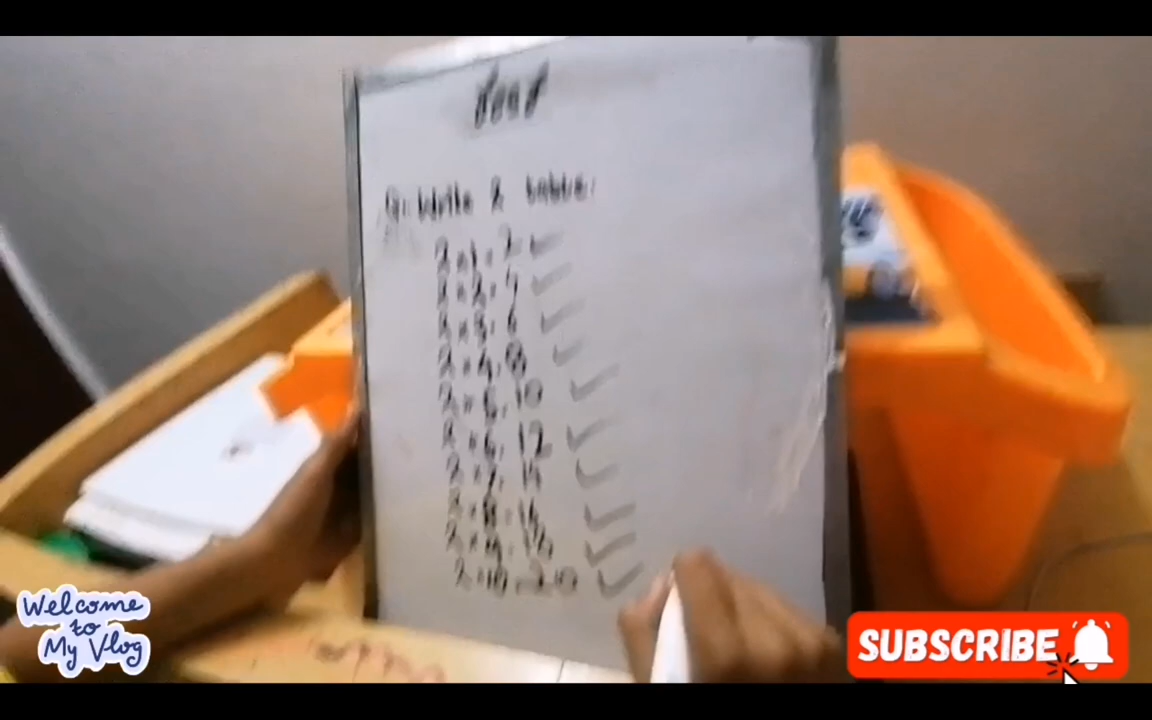 Q: Write 2 table:
2×1=2
2×2=4
2×3=6
2×4=8
2×5=10
2×6=12
2×7=14
2×8=16
2×9=18
2×10=20
Welcome
to
My Vlog
SUBSCRIBE